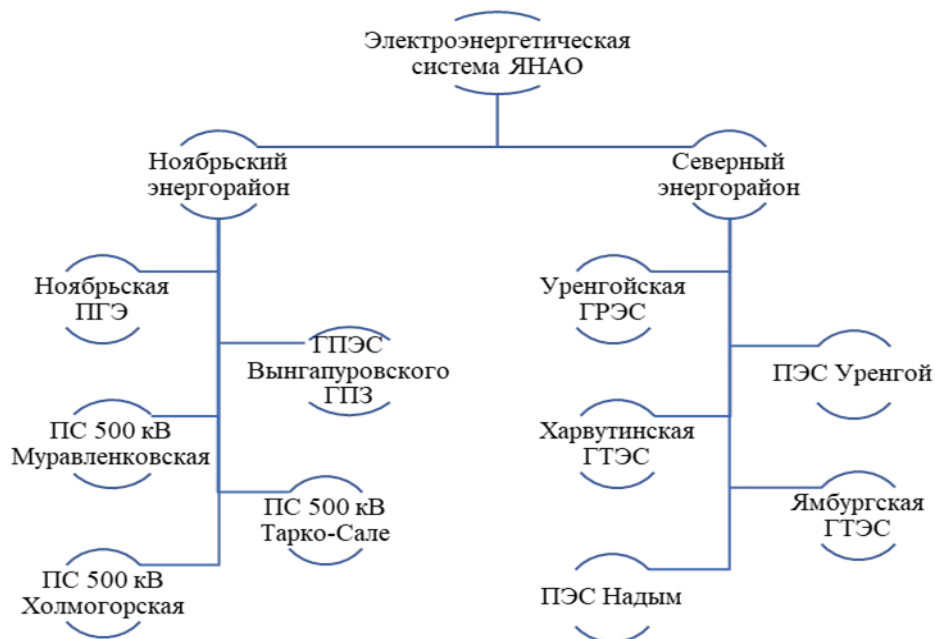 Электроэнергетическая
система ЯНАО
Ноябрьский
энергорайон
Северный
энергорайон
Ноябрьская
ПГЭ
ГПЭС
Вынгапуровского
ГПЗ
ПС 500 кВ
Муравленковская
ПС 500 кВ
Тарко-Сале
ПС 500 кВ
Холмогорская
Уренгойская
ГРЭС
ПЭС Уренгой
Харвутинская
ГТЭС
Ямбургская
ГТЭС
ПЭС Надым